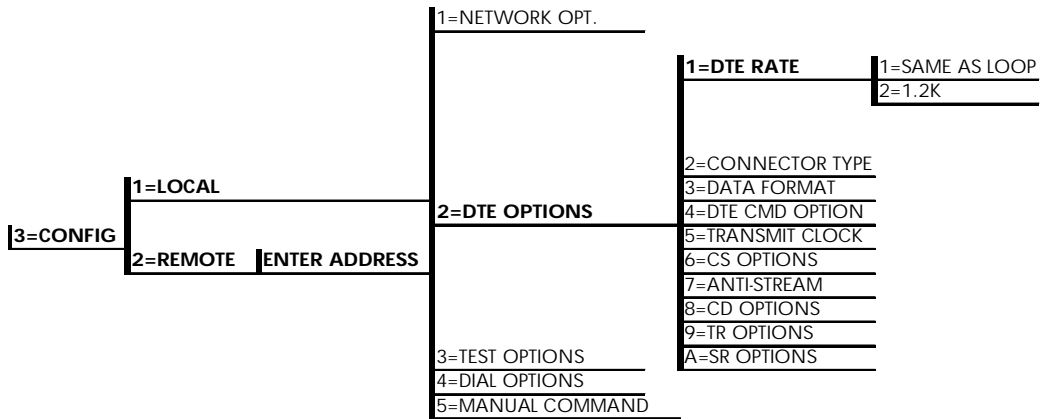 3=CONFIG
1=LOCAL
2=REMOTE
ENTER ADDRESS
1=NETWORK OPT.
2=DTE OPTIONS
3=TEST OPTIONS
4=DIAL OPTIONS
5=MANUAL COMMAND
1=DTE RATE
2=CONNECTOR TYPE
3=DATA FORMAT
4=DTE CMD OPTION
5=TRANSMIT CLOCK
6=CS OPTIONS
7=ANTI-STREAM
8=CD OPTIONS
9=TR OPTIONS
A=SR OPTIONS
1=SAME AS LOOP
2=1.2K